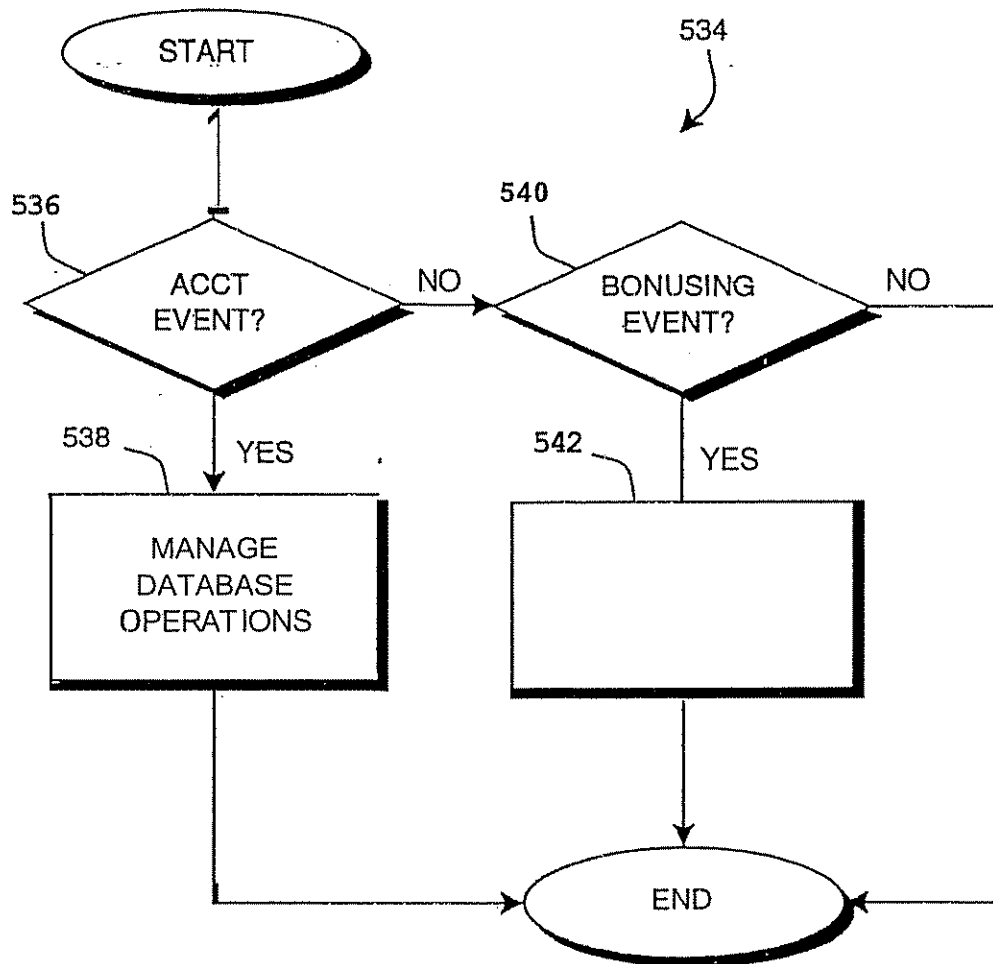 START
534
536
540
ACCT
EVENT?
NO
BONUSING
EVENT?
NO
538
YES
542
YES
MANAGE
DATABASE
OPERATIONS
END